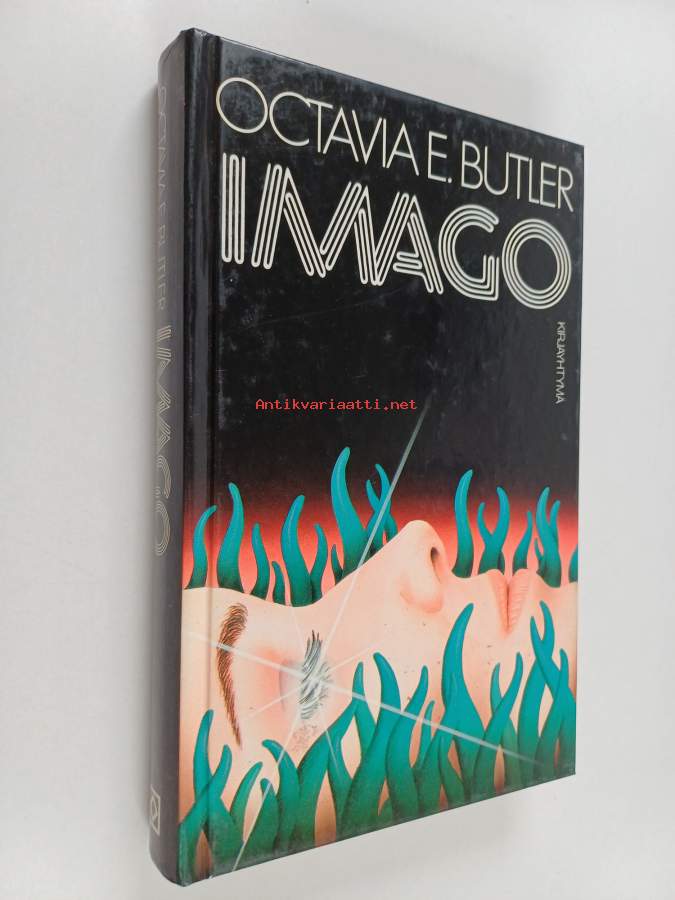 OCTAVIA E. BUTLER
IMAGO
KIRJAYHTYMÄ
Antikvariaatti.net
OCTAVIA E. BUTLER IMAGO